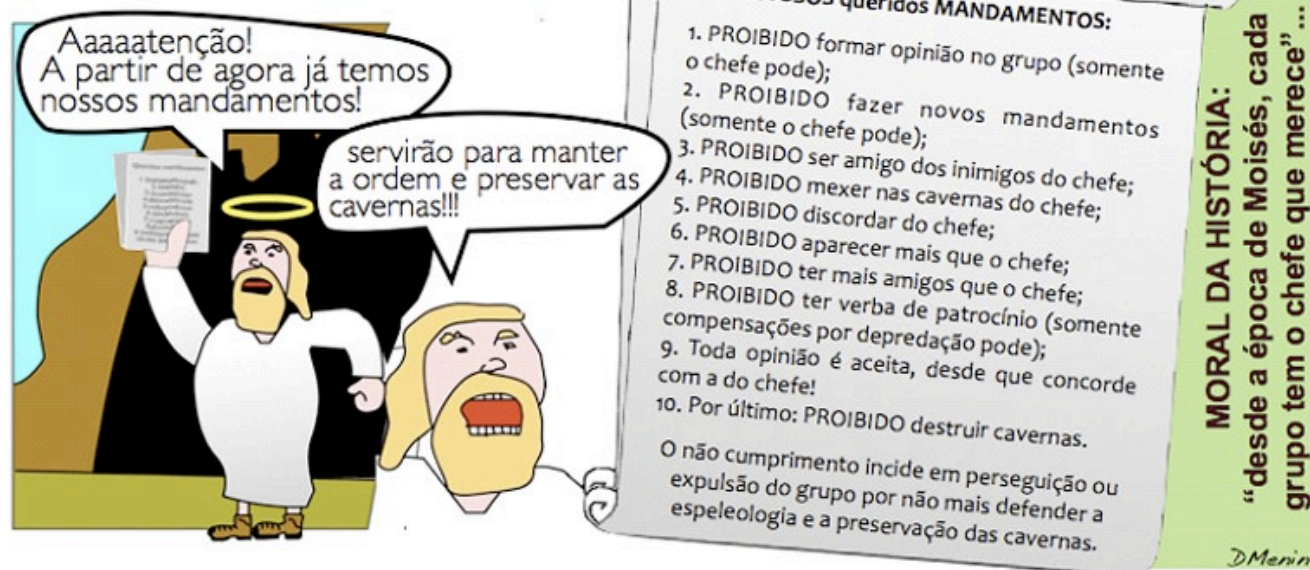 Aaaaatenção!
A partir de agora já temos
nossos mandamentos!
servirão para manter
a ordem e preservar as
cavernas!!!
queridos MANDAMENTOS:
1. PROIBIDO formar opinião no grupo (somente
o chefe pode);
2. PROIBIDO fazer novos mandamentos
(somente o chefe pode);
3. PROIBIDO ser amigo dos inimigos do chefe;
4. PROIBIDO mexer nas cavernas do chefe;
5. PROIBIDO discordar do chefe;
6. PROIBIDO aparecer mais que o chefe;
7. PROIBIDO ter mais amigos que o chefe;
8. PROIBIDO ter verba de patrocínio (somente
compensações por depredação pode);
9. Toda opinião é aceita, desde que concorde
com a do chefe!
10. Por último: PROIBIDO destruir cavernas.
O não cumprimento incide em perseguição ou
expulsão do grupo por não mais defender a
espeleologia e a preservação das cavernas.
MORAL DA HISTÓRIA:
“desde a época de Moisés, cada
grupo tem o chefe que merece”...
DMenin